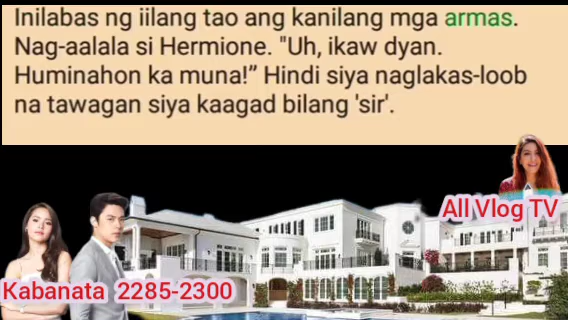 Inilabas ng iilang tao ang kanilang mga armas.
Nag-aalala si Hermione. "Uh, ikaw dyan.
Huminahon ka muna!” Hindi siya naglakas-loob
na tawagan siya kaagad bilang 'sir'.
All Vlog TV
Kabanata 2285-2300